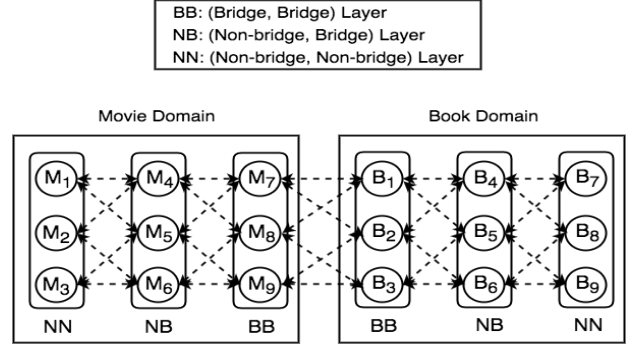 BB: (Bridge, Bridge) Layer
NB: (Non-bridge, Bridge) Layer
NN: (Non-bridge, Non-bridge) Layer
Movie Domain Book Domain
M1 M4 M7 B1 B4 B7
M2 M5 M8 B2 B5 B8
M3 M6 M9 B3 B6 B9
NN NB BB BB NB NN